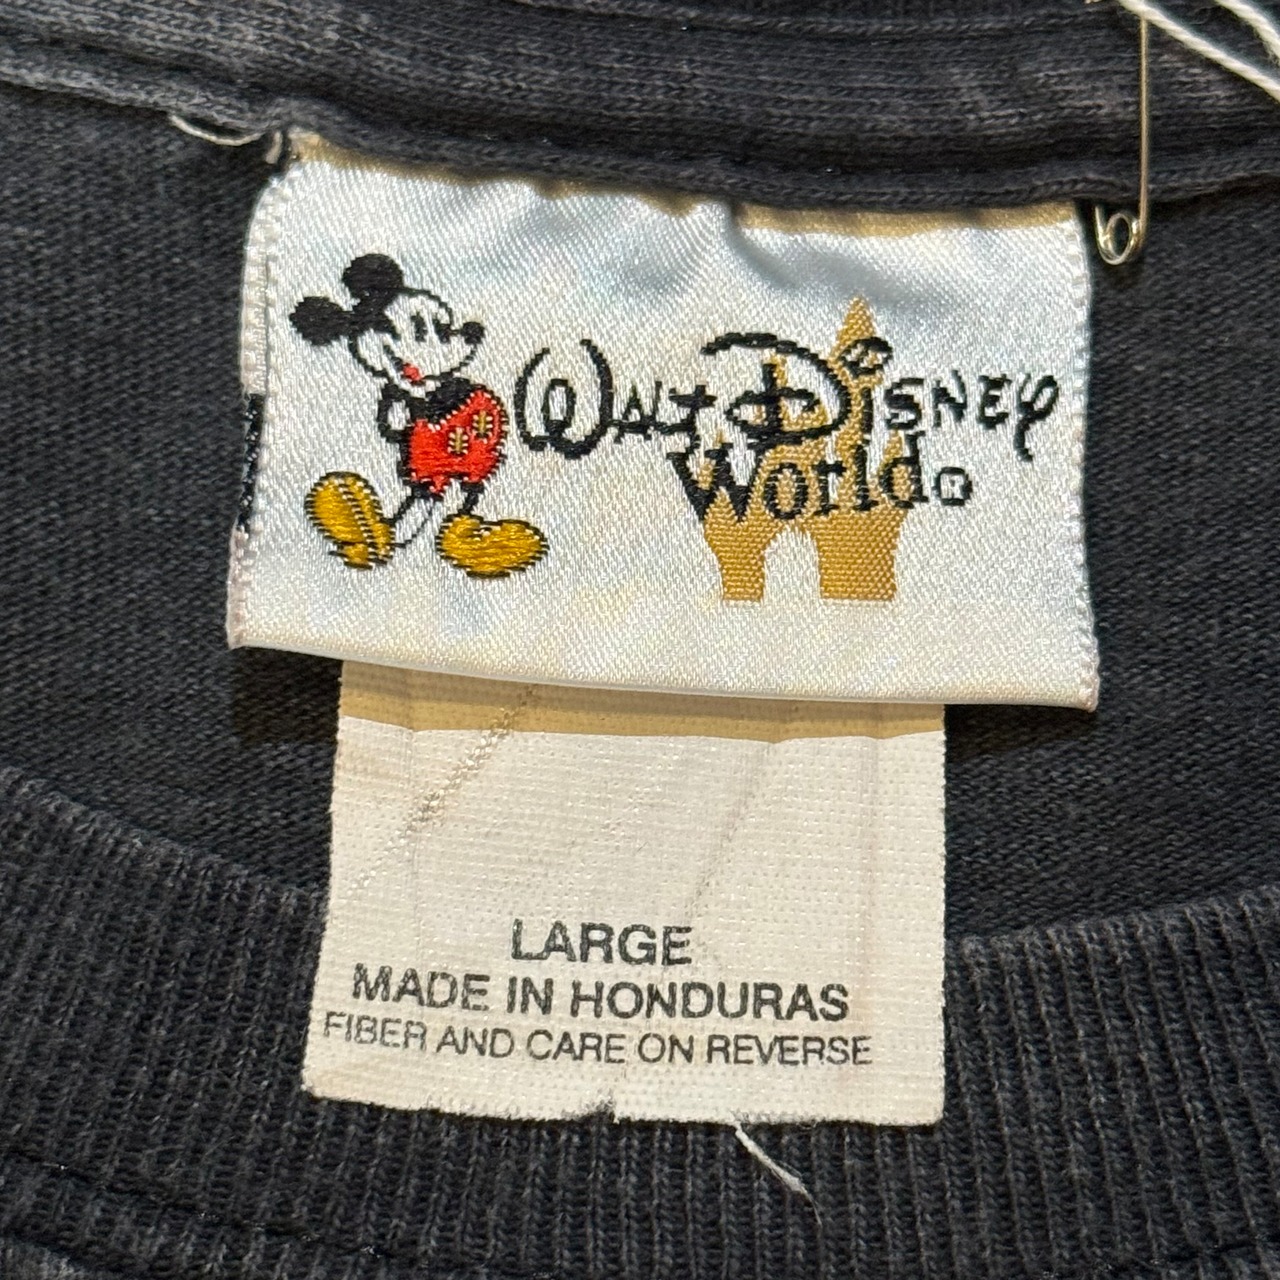 Walt Disney
World®
LARGE
MADE IN HONDURAS
FIBER AND CARE ON REVERSE